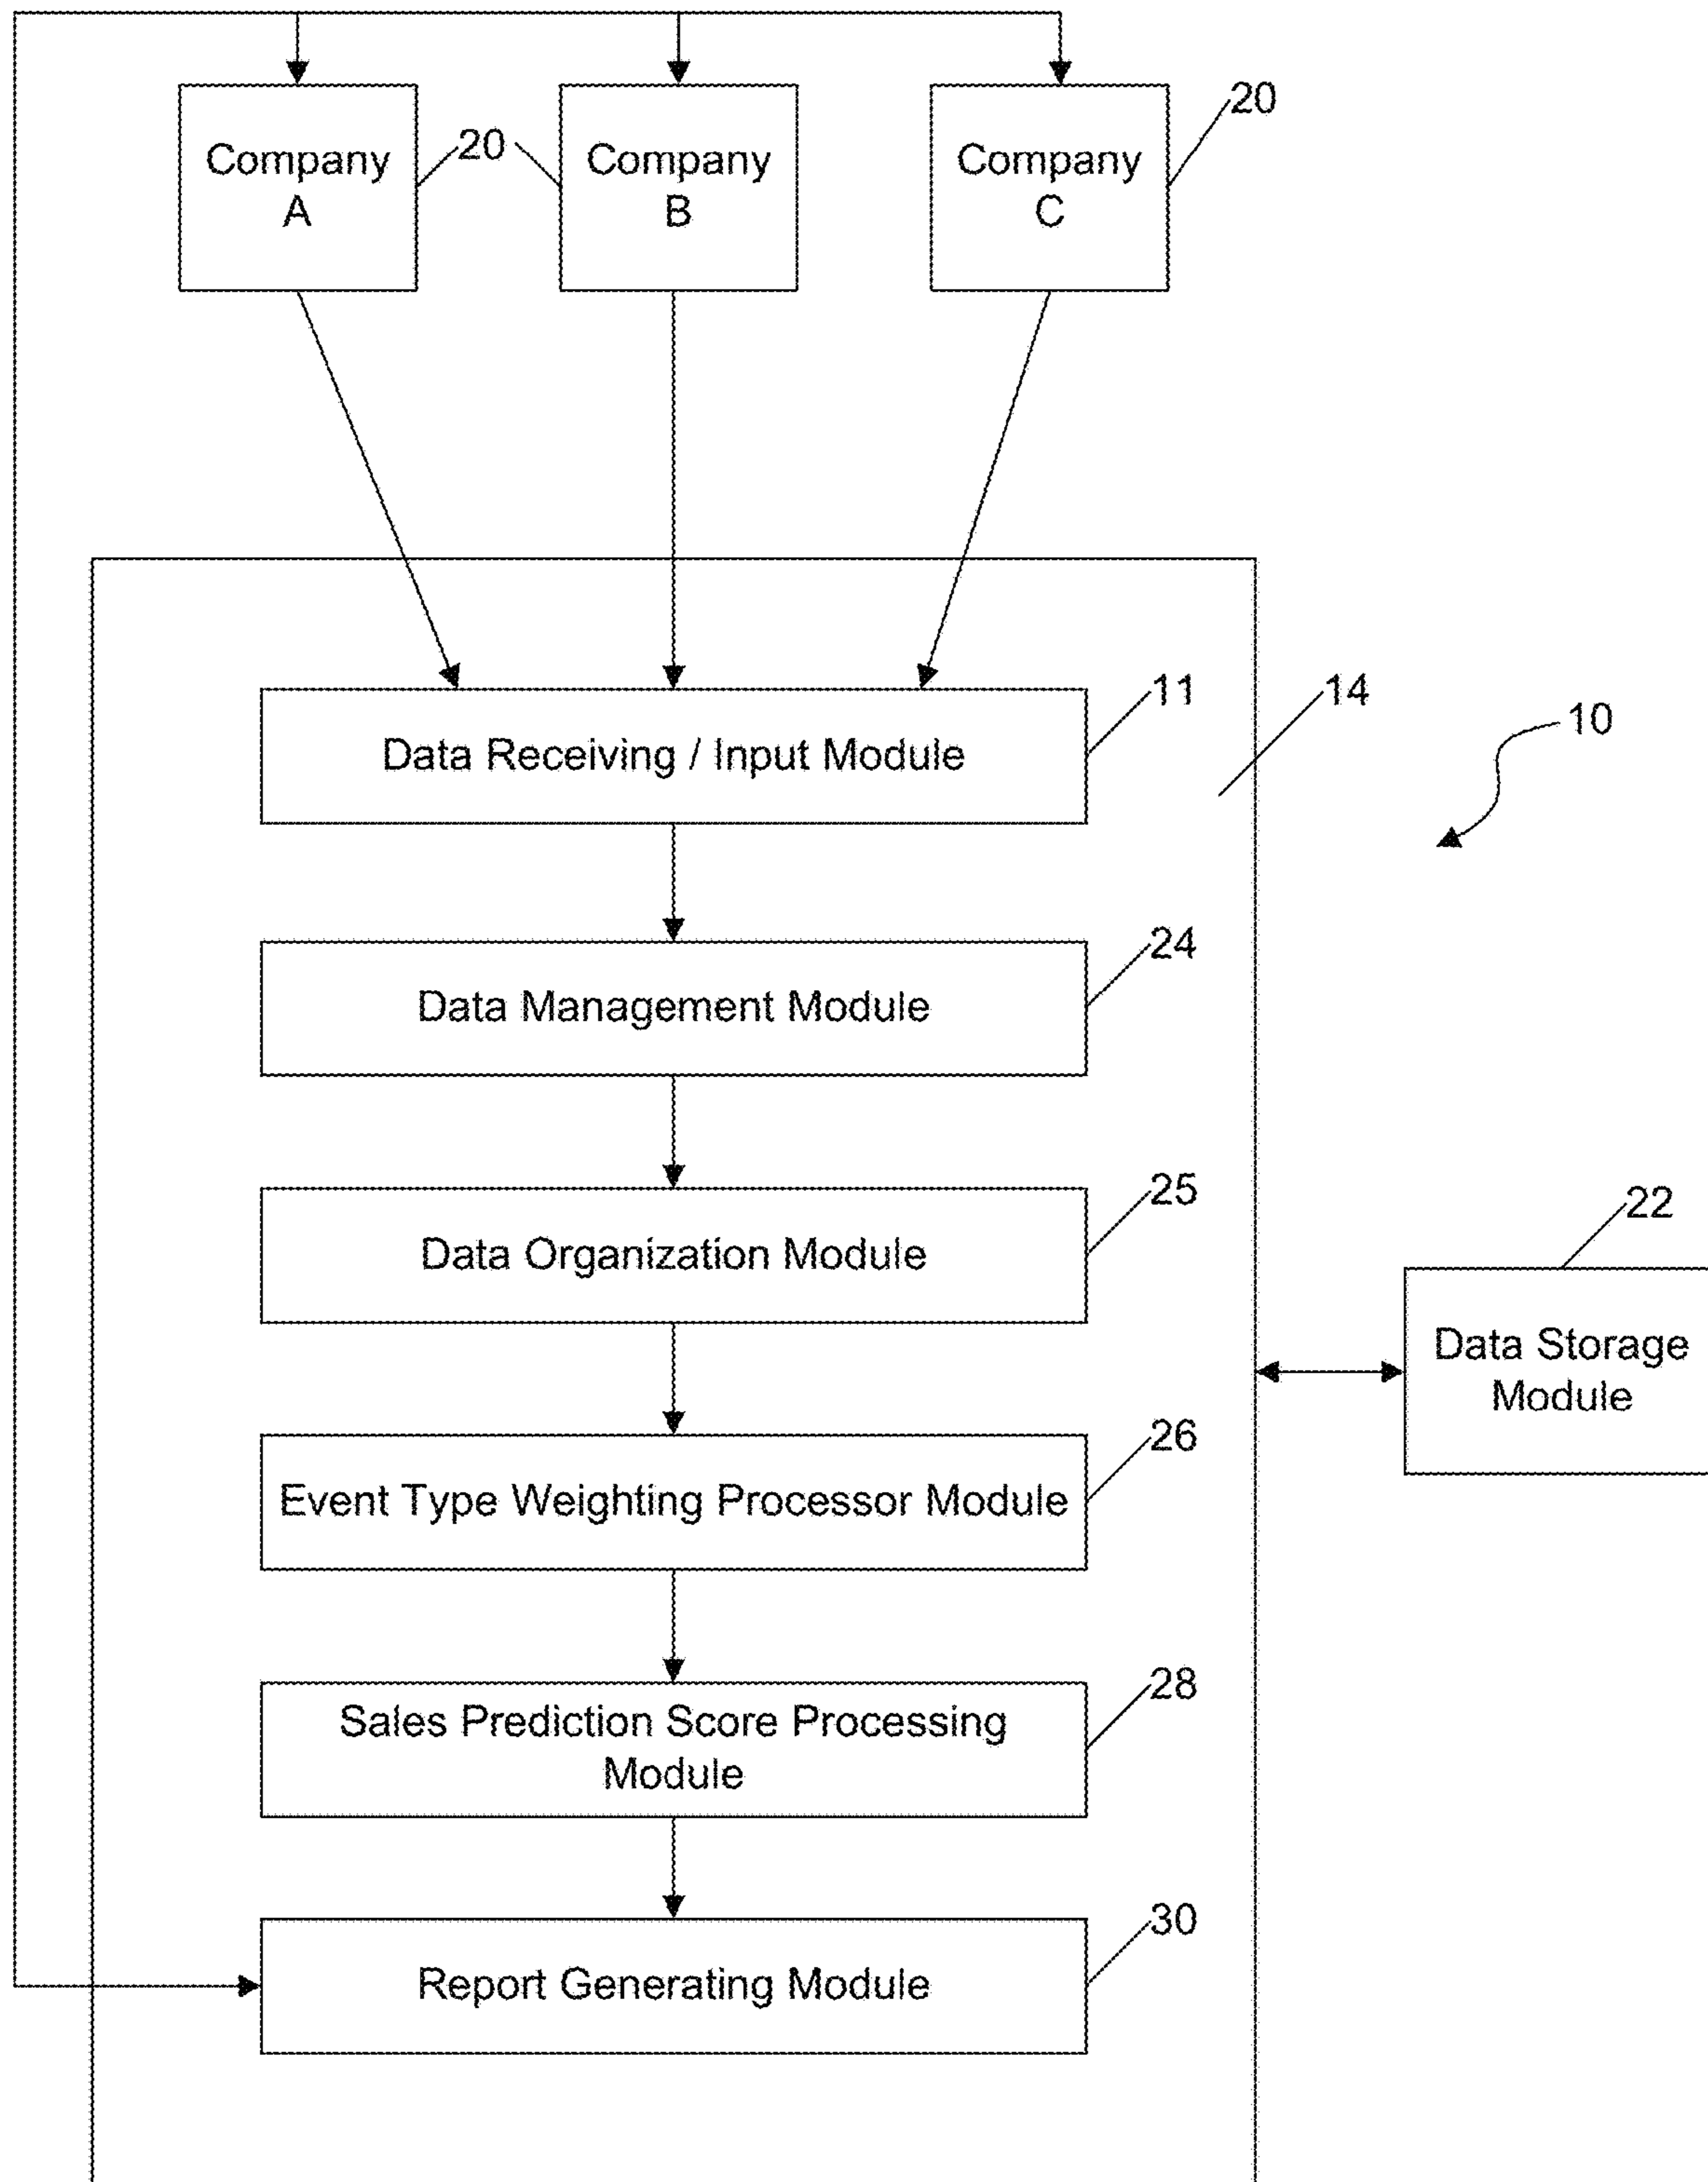 Company
A
20
20
Company
B
Company
C
20
Data Receiving / Input Module
11
14
10
Data Management Module
24
Data Organization Module
25
22
Data Storage
Module
Event Type Weighting Processor Module
26
Sales Prediction Score Processing
Module
28
Report Generating Module
30